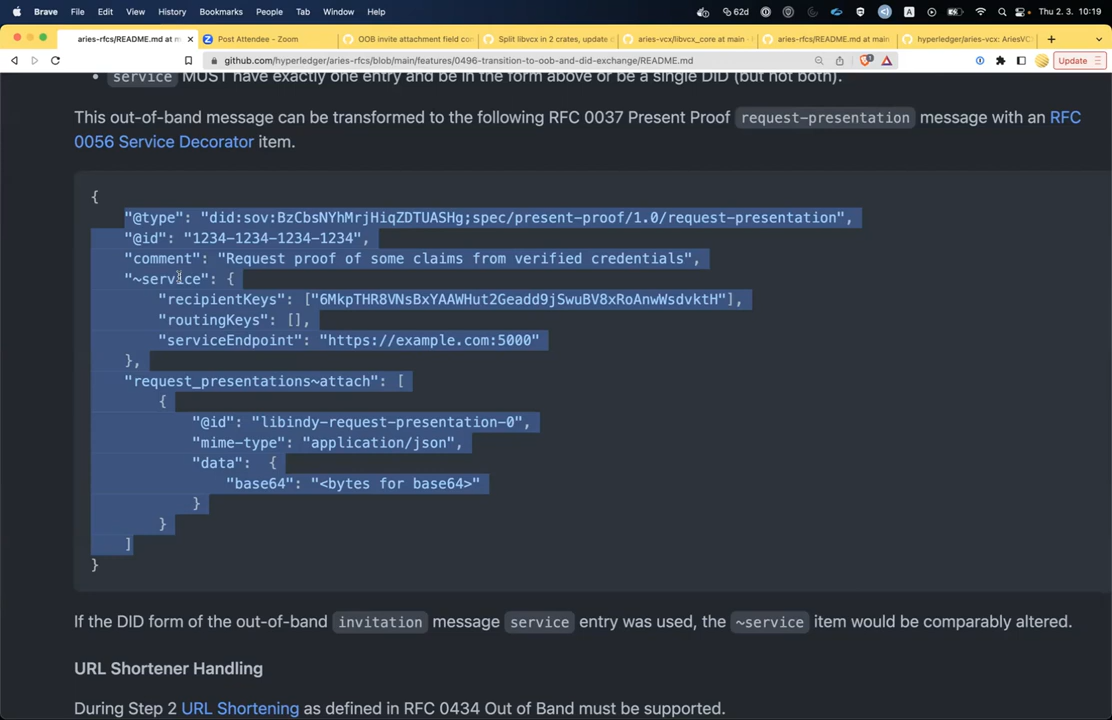 Brave File Edit View History Bookmarks People Tab Window Help 62d A Thu 2. 3. 10:19
aries-rfcs/README.md at m Post Attendee - Zoom OOB invite attachment field con Split libvcx in 2 crates, update d aries-vcx/libvcx_core at main · aries-rfcs/README.md at main hyperledger/aries-vcx: AriesVC
github.com/hyperledger/aries-rfcs/blob/main/features/0496-transition-to-oob-and-did-exchange/README.md 1 Update
• service MUST have exactly one entry and be in the form above or be a single DID (but not both).
This out-of-band message can be transformed to the following RFC 0037 Present Proof request-presentation message with an RFC
0056 Service Decorator item.
{
"@type": "did:sov:BzCbsNYhMrjHiqZDTUASHg;spec/present-proof/1.0/request-presentation",
"@id": "1234-1234-1234-1234",
"comment": "Request proof of some claims from verified credentials",
"~service": {
"recipientKeys": ["6MkpTHR8VNsBxYAAWHut2Geadd9jSwuBV8xRoAnwWsdvktH"],
"routingKeys": [],
"serviceEndpoint": "https://example.com:5000"
},
"request_presentations~attach": [
{
"@id": "libindy-request-presentation-0",
"mime-type": "application/json",
"data": {
"base64": "<bytes for base64>"
}
}
]
}
If the DID form of the out-of-band invitation message service entry was used, the ~service item would be comparably altered.
URL Shortener Handling
During Step 2 URL Shortening as defined in RFC 0434 Out of Band must be supported.